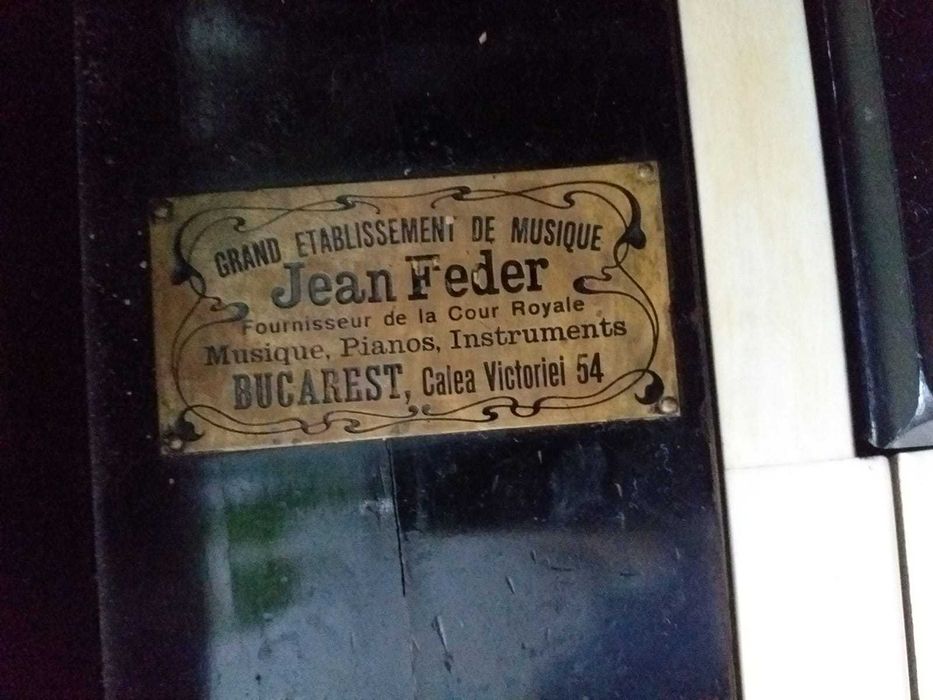 GRAND ETABLISSEMENT DE MUSIQUE
Jean Feder
Fournisseur de la Cour Royale
Musique, Pianos, Instruments
BUCAREST, Calea Victoriei 54